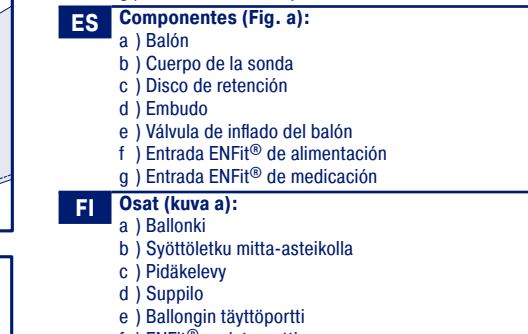 ES Componentes (Fig. a):
a ) Balón
b ) Cuerpo de la sonda
c ) Disco de retención
d ) Embudo
e ) Válvula de inflado del balón
f ) Entrada ENFit® de alimentación
g ) Entrada ENFit® de medicación
FI Osat (kuva a):
a ) Ballonki
b ) Syöttöletku mitta-asteikolla
c ) Pidäkelevy
d ) Suppilo
e ) Ballongin täyttöportti